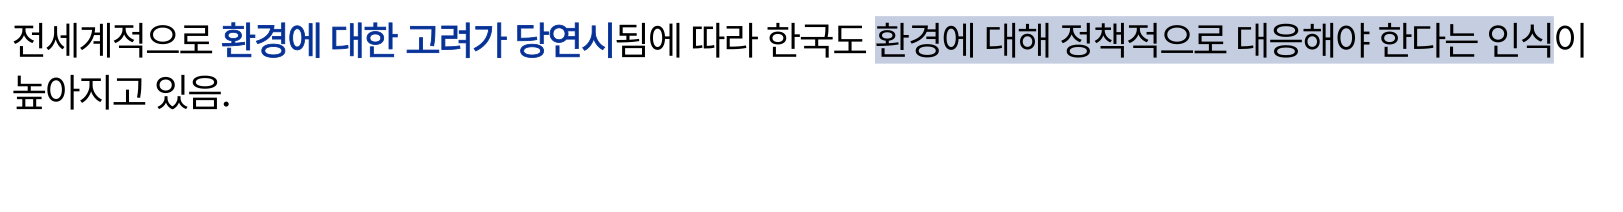 전세계적으로 환경에 대한 고려가 당연시됨에 따라 한국도 환경에 대해 정책적으로 대응해야 한다는 인식이
높아지고 있음.